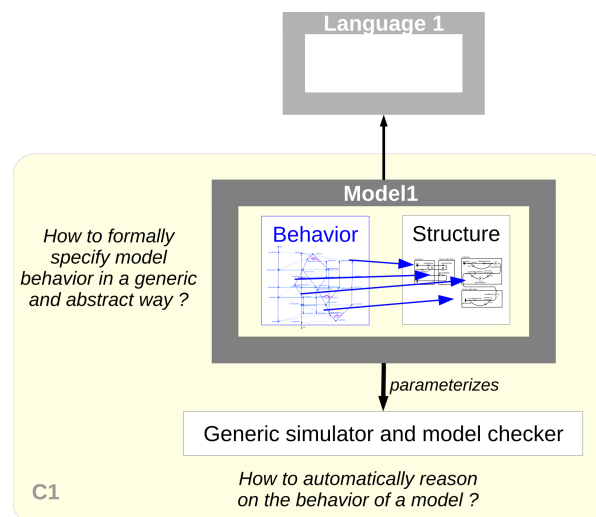 Language 1
Model1
How to formally
specify model
behavior in a generic
and abstract way ?
Behavior
Structure
parameterizes
Generic simulator and model checker
How to automatically reason
on the behavior of a model ?
C1